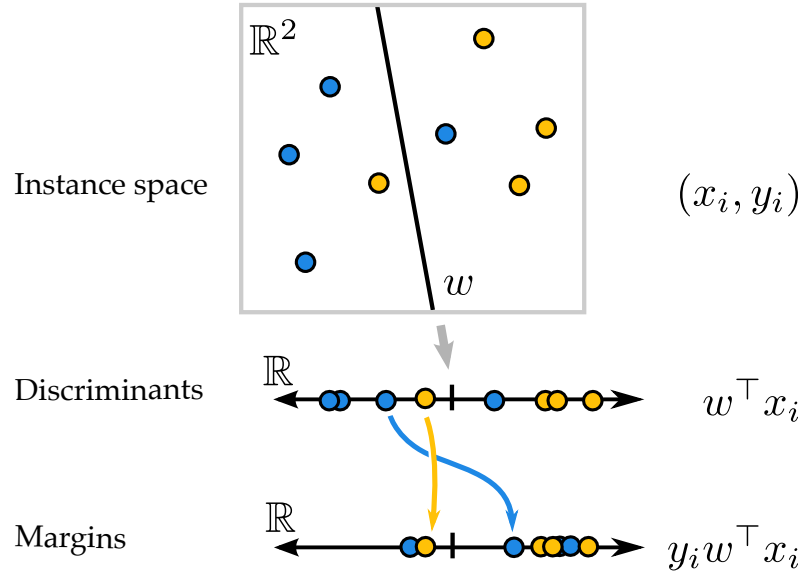 ℝ²
Instance space
(xᵢ, yᵢ)
w
ℝ
Discriminants
w⊤xᵢ
ℝ
Margins
yᵢw⊤xᵢ